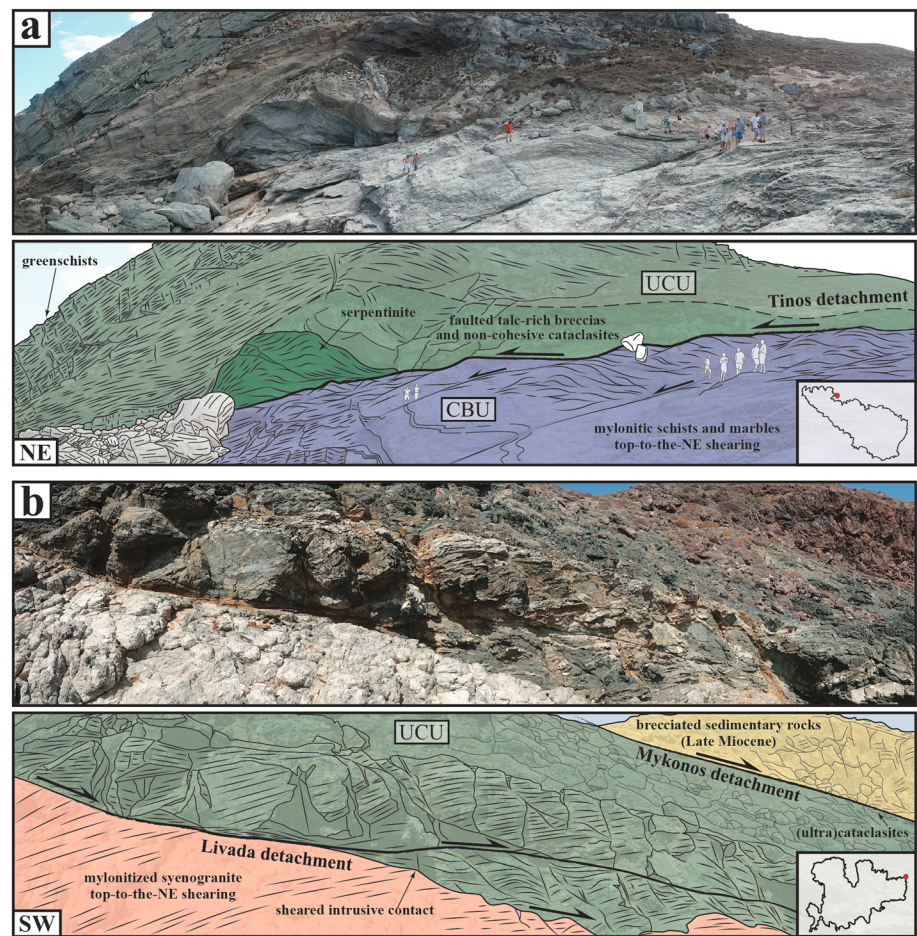 a
greenschists
UCU
Tinos detachment
serpentinite
faulted talc-rich breccias
and non-cohesive cataclasites
CBU
mylonitic schists and marbles
top-to-the-NE shearing
NE
b
UCU
brecciated sedimentary rocks
(Late Miocene)
Mykonos detachment
(ultra)cataclasites
Livada detachment
mylonitized syenogranite
top-to-the-NE shearing
sheared intrusive contact
SW